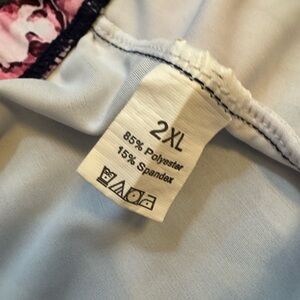 2XL
85% Polyester
15% Spandex